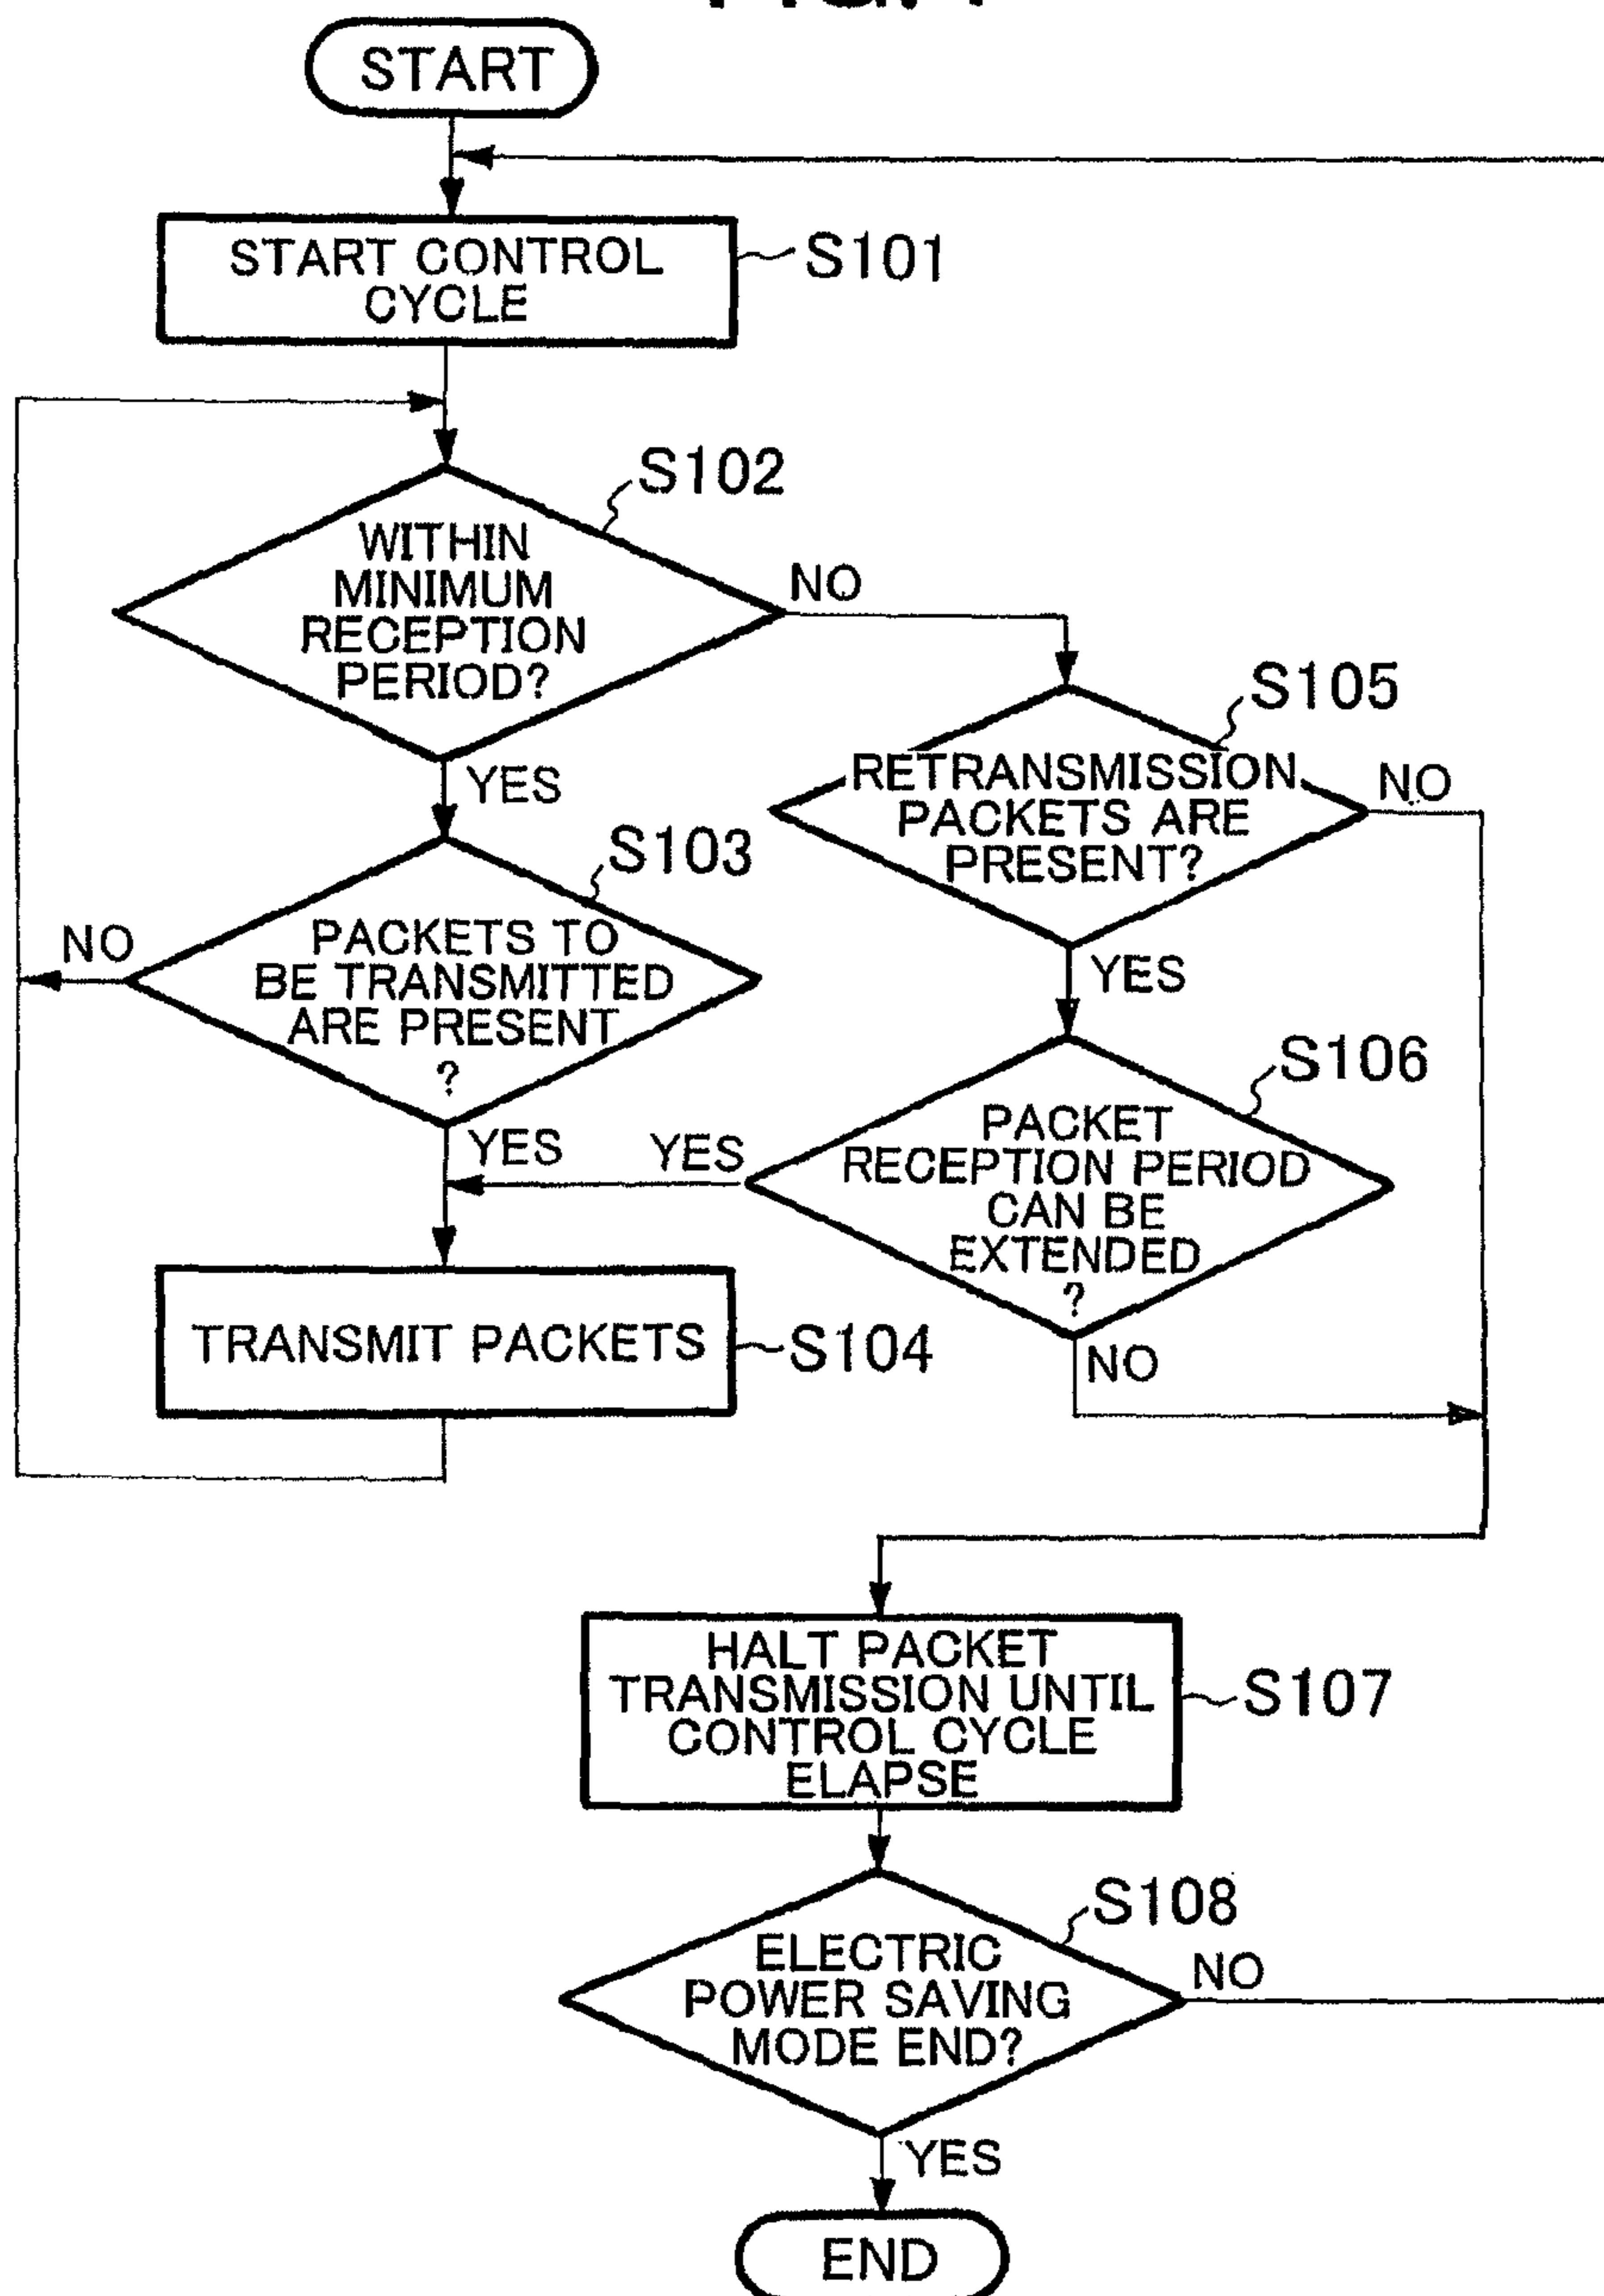 START
START CONTROL
CYCLE
S101
S102
WITHIN
MINIMUM
RECEPTION
PERIOD?
NO
YES
S105
RETRANSMISSION
PACKETS ARE
PRESENT?
NO
YES
S103
PACKETS TO
BE TRANSMITTED
ARE PRESENT
?
NO
YES
S106
PACKET
RECEPTION PERIOD
CAN BE
EXTENDED
?
YES
NO
TRANSMIT PACKETS
S104
HALT PACKET
TRANSMISSION UNTIL
CONTROL CYCLE
ELAPSE
S107
S108
ELECTRIC
POWER SAVING
MODE END?
NO
YES
END